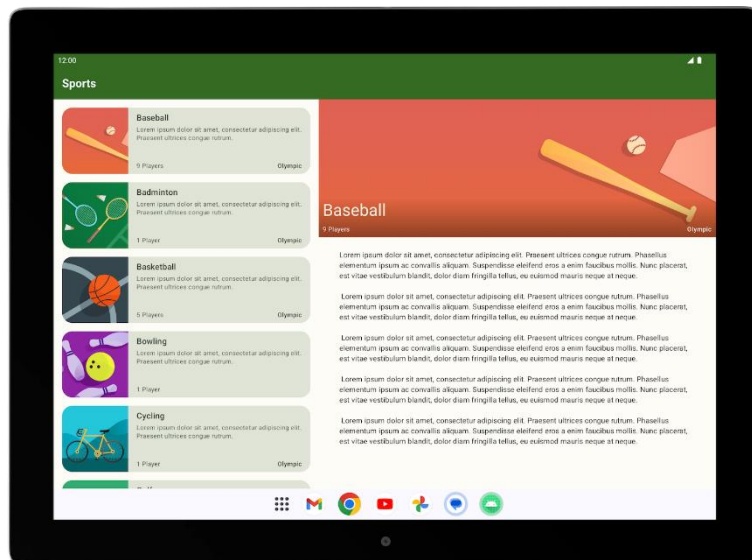 12:00
Sports
Baseball
Lorem ipsum dolor sit amet, consectetur adipiscing elit.
Praesent ultrices congue rutrum.
9 Players
Olympic
Badminton
Lorem ipsum dolor sit amet, consectetur adipiscing elit.
Praesent ultrices congue rutrum.
1 Player
Olympic
Basketball
Lorem ipsum dolor sit amet, consectetur adipiscing elit.
Praesent ultrices congue rutrum.
5 Players
Olympic
Bowling
Lorem ipsum dolor sit amet, consectetur adipiscing elit.
Praesent ultrices congue rutrum.
1 Player
Cycling
Lorem ipsum dolor sit amet, consectetur adipiscing elit.
Praesent ultrices congue rutrum.
1 Player
Olympic
Baseball
9 Players
Olympic
Lorem ipsum dolor sit amet, consectetur adipiscing elit. Praesent ultrices congue rutrum. Phasellus
elementum ipsum ac convallis aliquam. Suspendisse eleifend eros a enim faucibus mollis. Nunc placerat,
est vitae vestibulum blandit, dolor diam fringilla tellus, eu euismod mauris neque at neque.
Lorem ipsum dolor sit amet, consectetur adipiscing elit. Praesent ultrices congue rutrum. Phasellus
elementum ipsum ac convallis aliquam. Suspendisse eleifend eros a enim faucibus mollis. Nunc placerat,
est vitae vestibulum blandit, dolor diam fringilla tellus, eu euismod mauris neque at neque.
Lorem ipsum dolor sit amet, consectetur adipiscing elit. Praesent ultrices congue rutrum. Phasellus
elementum ipsum ac convallis aliquam. Suspendisse eleifend eros a enim faucibus mollis. Nunc placerat,
est vitae vestibulum blandit, dolor diam fringilla tellus, eu euismod mauris neque at neque.
Lorem ipsum dolor sit amet, consectetur adipiscing elit. Praesent ultrices congue rutrum. Phasellus
elementum ipsum ac convallis aliquam. Suspendisse eleifend eros a enim faucibus mollis. Nunc placerat,
est vitae vestibulum blandit, dolor diam fringilla tellus, eu euismod mauris neque at neque.
Lorem ipsum dolor sit amet, consectetur adipiscing elit. Praesent ultrices congue rutrum. Phasellus
elementum ipsum ac convallis aliquam. Suspendisse eleifend eros a enim faucibus mollis. Nunc placerat,
est vitae vestibulum blandit, dolor diam fringilla tellus, eu euismod mauris neque at neque.